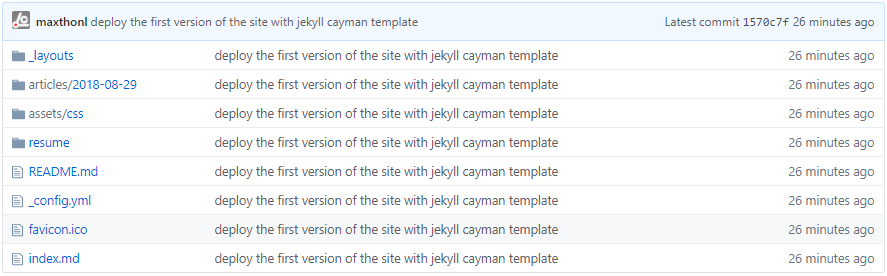 maxthonl deploy the first version of the site with jekyll cayman template Latest commit 1570c7f 26 minutes ago
_layouts deploy the first version of the site with jekyll cayman template 26 minutes ago
articles/2018-08-29 deploy the first version of the site with jekyll cayman template 26 minutes ago
assets/css deploy the first version of the site with jekyll cayman template 26 minutes ago
resume deploy the first version of the site with jekyll cayman template 26 minutes ago
README.md deploy the first version of the site with jekyll cayman template 26 minutes ago
_config.yml deploy the first version of the site with jekyll cayman template 26 minutes ago
favicon.ico deploy the first version of the site with jekyll cayman template 26 minutes ago
index.md deploy the first version of the site with jekyll cayman template 26 minutes ago